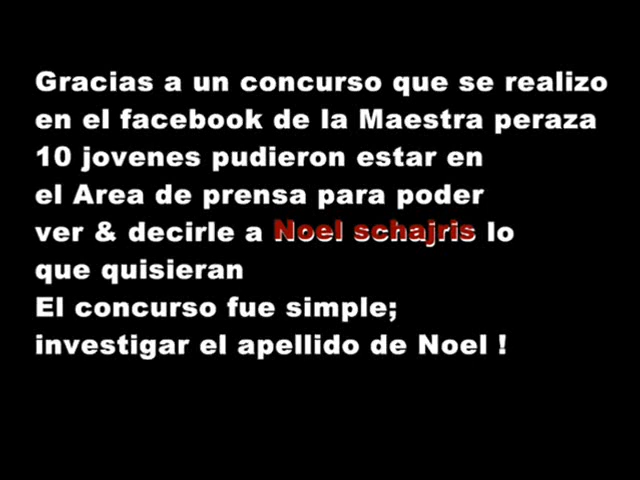 Gracias a un concurso que se realizo
en el facebook de la Maestra peraza
10 jovenes pudieron estar en
el Area de prensa para poder
ver & decirle a Noel schajris lo
que quisieran
El concurso fue simple;
investigar el apellido de Noel !